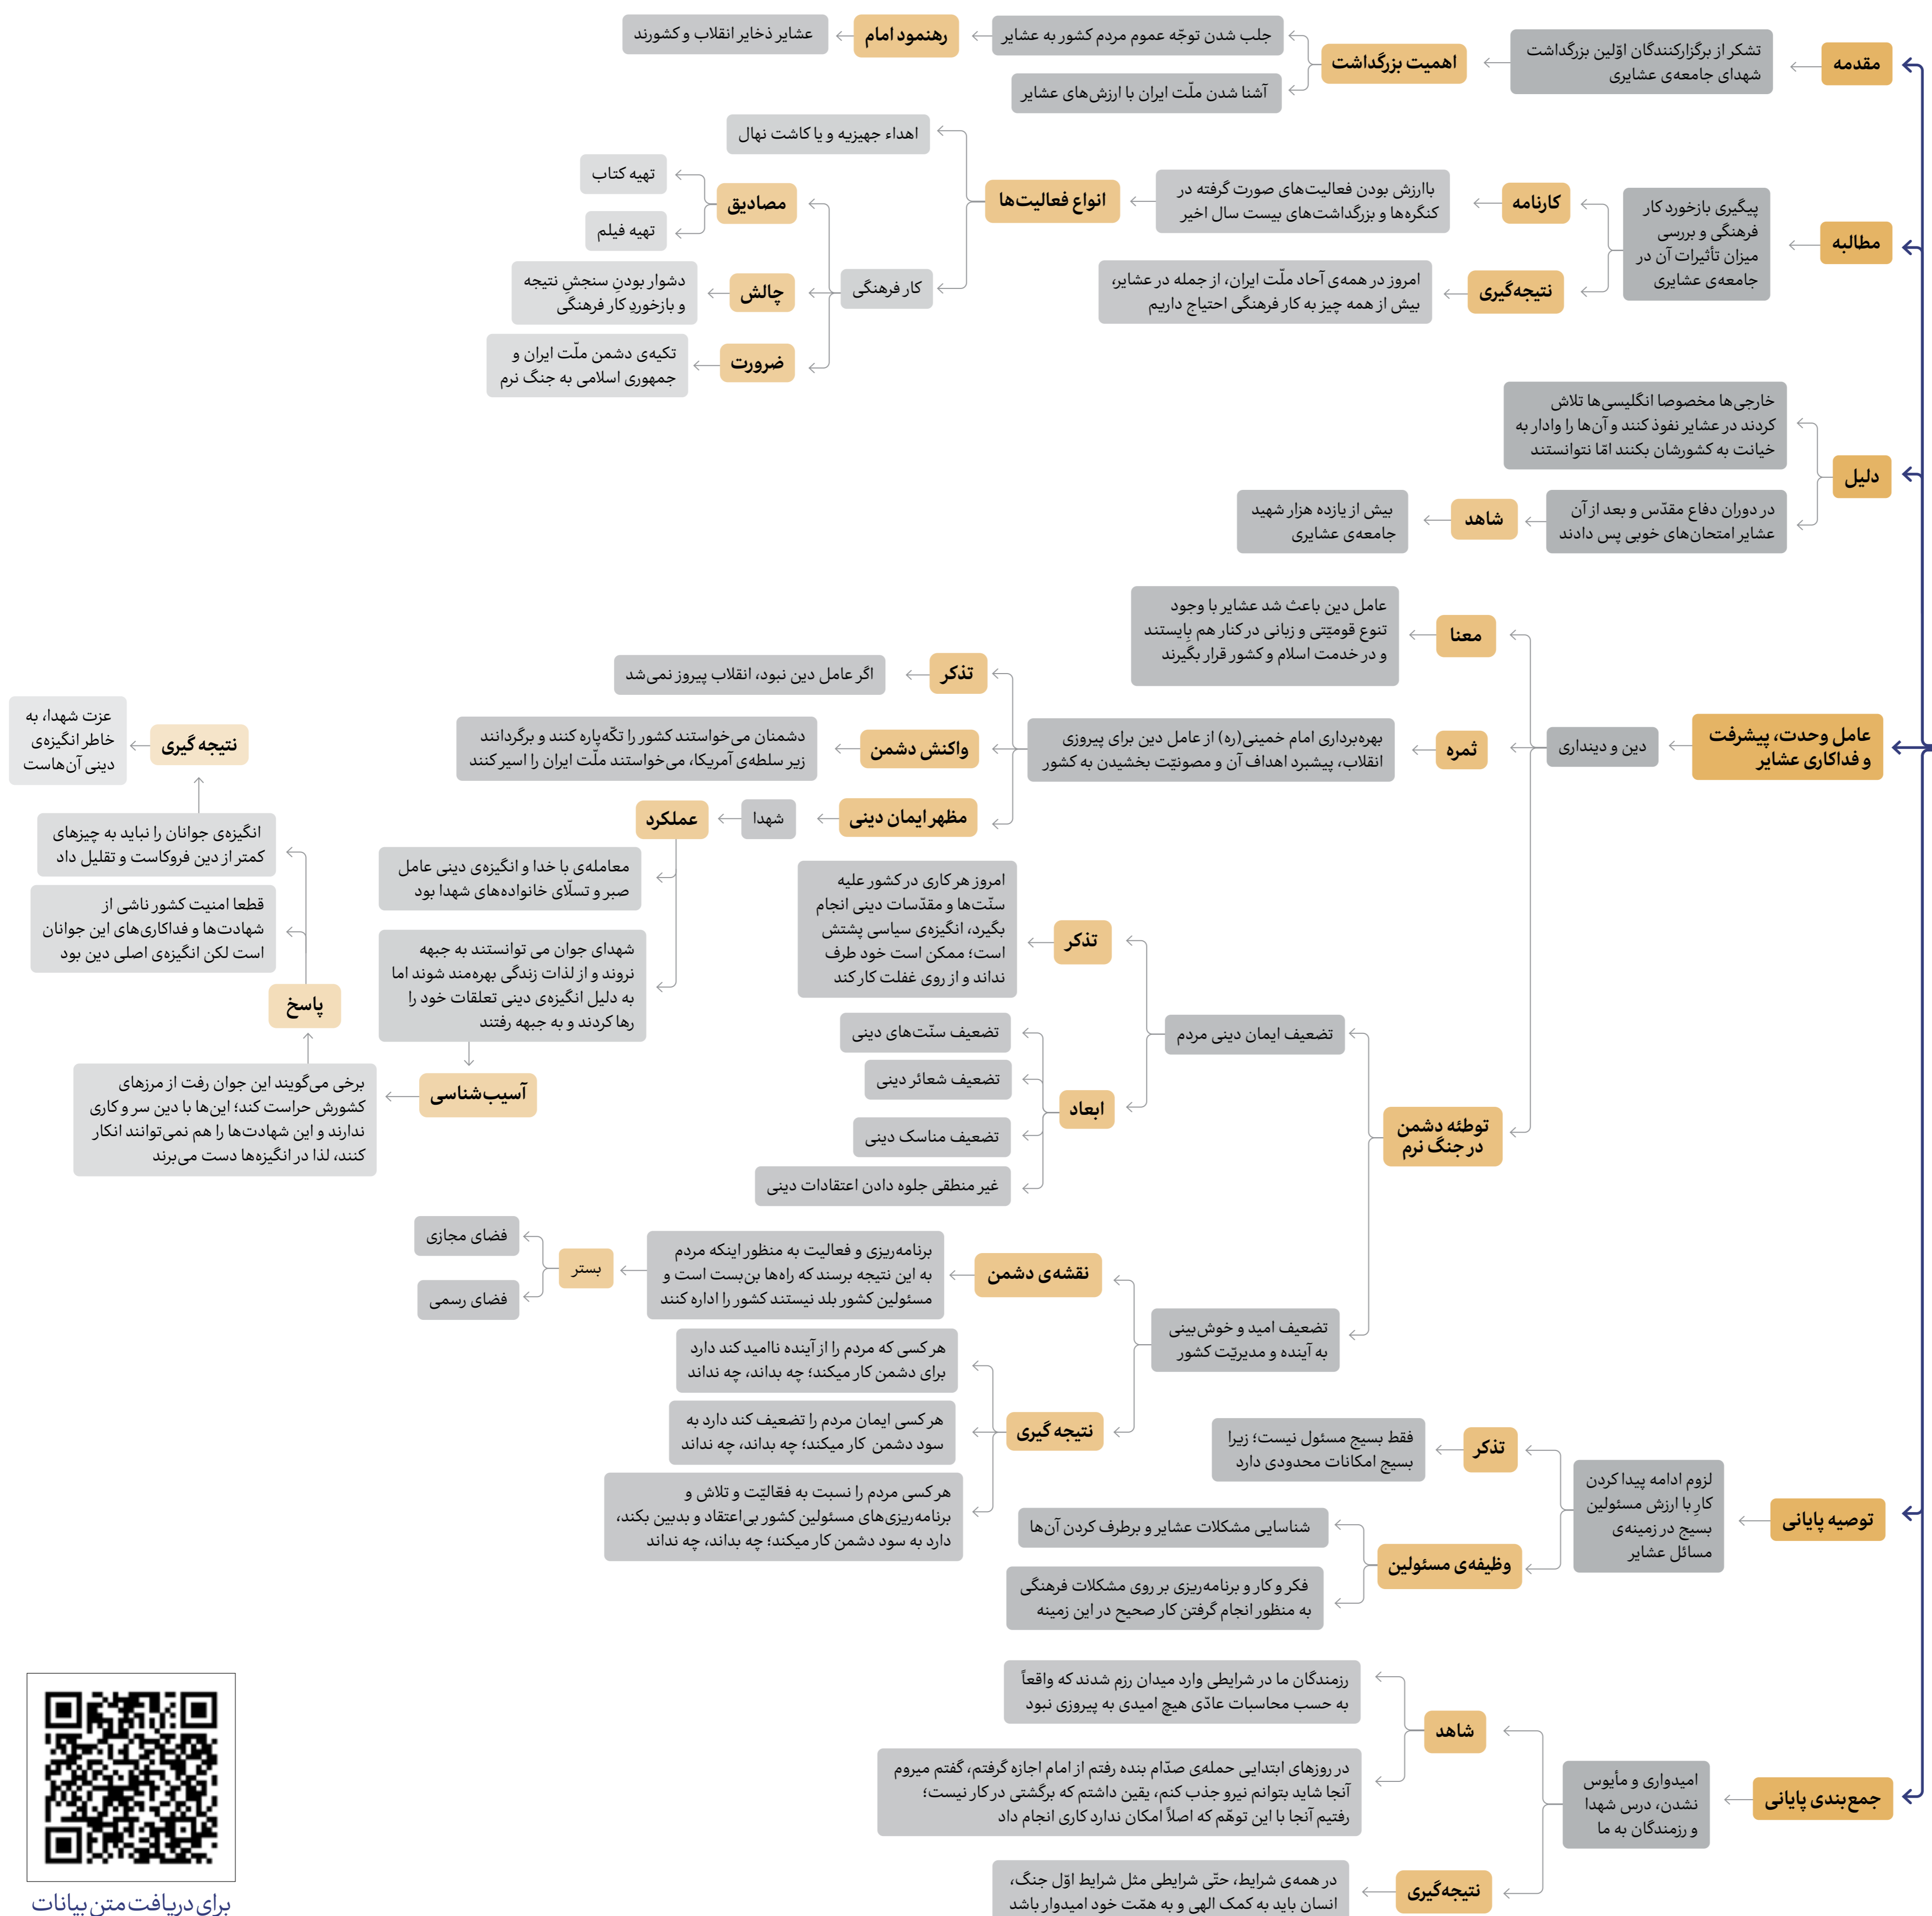 مقدمه
تشکر از برگزارکنندگان اوّلین بزرگداشت
شهدای جامعه‌ی عشایری
اهمیت بزرگداشت
جلب شدن توجّه عموم مردم کشور به عشایر
رهنمود امام
عشایر ذخایر انقلاب و کشورند
آشنا شدن ملّت ایران با ارزش‌های عشایر
مطالبه
پیگیری بازخورد کار
فرهنگی و بررسی
میزان تأثیرات آن در
جامعه‌ی عشایری
کارنامه
باارزش بودن فعالیت‌های صورت گرفته در
کنگره‌ها و بزرگداشت‌های بیست سال اخیر
انواع فعالیت‌ها
اهداء جهیزیه و یا کاشت نهال
کار فرهنگی
مصادیق
تهیه کتاب
تهیه فیلم
چالش
دشوار بودنِ سنجشِ نتیجه
و بازخوردِ کار فرهنگی
ضرورت
تکیه‌ی دشمن ملّت ایران و
جمهوری اسلامی به جنگ نرم
نتیجه‌گیری
امروز در همه‌ی آحاد ملّت ایران، از جمله در عشایر،
بیش از همه چیز به کار فرهنگی احتیاج داریم
دلیل
خارجی‌ها مخصوصا انگلیسی‌ها تلاش
کردند در عشایر نفوذ کنند و آن‌ها را وادار به
خیانت به کشورشان بکنند امّا نتوانستند
در دوران دفاع مقدّس و بعد از آن
عشایر امتحان‌های خوبی پس دادند
شاهد
بیش از یازده هزار شهید
جامعه‌ی عشایری
عامل وحدت، پیشرفت
و فداکاری عشایر
دین و دینداری
معنا
عامل دین باعث شد عشایر با وجود
تنوع قومیّتی و زبانی در کنار هم بِایستند
و در خدمت اسلام و کشور قرار بگیرند
ثمره
بهره‌برداری امام خمینی(ره) از عامل دین برای پیروزی
انقلاب، پیشبرد اهداف آن و مصونیّت بخشیدن به کشور
تذکر
اگر عامل دین نبود، انقلاب پیروز نمی‌شد
واکنش دشمن
دشمنان می‌خواستند کشور را تکّه‌پاره کنند و برگردانند
زیر سلطه‌ی آمریکا، می‌خواستند ملّت ایران را اسیر کنند
مظهر ایمان دینی
شهدا
عملکرد
معامله‌ی با خدا و انگیزه‌ی دینی عامل
صبر و تسلّای خانواده‌های شهدا بود
شهدای جوان می توانستند به جبهه
نروند و از لذات زندگی بهره‌مند شوند اما
به دلیل انگیزه‌ی دینی تعلقات خود را
رها کردند و به جبهه رفتند
آسیب‌شناسی
برخی می‌گویند این جوان رفت از مرزهای
کشورش حراست کند؛ این‌ها با دین سر و کاری
ندارند و این شهادت‌ها را هم نمی‌توانند انکار
کنند، لذا در انگیزه‌ها دست می‌برند
پاسخ
انگیزه‌ی جوانان را نباید به چیزهای
کمتر از دین فروکاست و تقلیل داد
قطعا امنیت کشور ناشی از
شهادت‌ها و فداکاری‌های این جوانان
است لکن انگیزه‌ی اصلی دین بود
نتیجه گیری
عزت شهدا، به
خاطر انگیزه‌ی
دینی آن‌هاست
توطئه دشمن
در جنگ نرم
تضعیف ایمان دینی مردم
تذکر
امروز هر کاری در کشور علیه
سنّت‌ها و مقدّسات دینی انجام
بگیرد، انگیزه‌ی سیاسی پشتش
است؛ ممکن است خود طرف
نداند و از روی غفلت کار کند
ابعاد
تضعیف سنّت‌های دینی
تضعیف شعائر دینی
تضعیف مناسک دینی
غیر منطقی جلوه دادن اعتقادات دینی
تضعیف امید و خوش‌بینی
به آینده و مدیریّت کشور
نقشه‌ی دشمن
برنامه‌ریزی و فعالیت به منظور اینکه مردم
به این نتیجه برسند که راه‌ها بن‌بست است و
مسئولین کشور بلد نیستند کشور را اداره کنند
بستر
فضای مجازی
فضای رسمی
نتیجه گیری
هر کسی که مردم را از آینده ناامید کند دارد
برای دشمن کار میکند؛ چه بداند، چه نداند
هر کسی ایمان مردم را تضعیف کند دارد به
سود دشمن کار میکند؛ چه بداند، چه نداند
هر کسی مردم را نسبت به فعّالیّت و تلاش و
برنامه‌ریزی‌های مسئولین کشور بی‌اعتقاد و بدبین بکند،
دارد به سود دشمن کار میکند؛ چه بداند، چه نداند
توصیه پایانی
لزوم ادامه پیدا کردن
کارِ با ارزش مسئولین
بسیج در زمینه‌ی
مسائل عشایر
تذکر
فقط بسیج مسئول نیست؛ زیرا
بسیج امکانات محدودی دارد
وظیفه‌ی مسئولین
شناسایی مشکلات عشایر و برطرف کردن آن‌ها
فکر و کار و برنامه‌ریزی بر روی مشکلات فرهنگی
به منظور انجام گرفتن کار صحیح در این زمینه
جمع‌بندی پایانی
امیدواری و مأیوس
نشدن، درس شهدا
و رزمندگان به ما
شاهد
رزمندگان ما در شرایطی وارد میدان رزم شدند که واقعاً
به حسب محاسبات عادّی هیچ امیدی به پیروزی نبود
در روزهای ابتدایی حمله‌ی صدّام بنده رفتم از امام اجازه گرفتم، گفتم میروم
آنجا شاید بتوانم نیرو جذب کنم، یقین داشتم که برگشتی در کار نیست؛
رفتیم آنجا با این توهّم که اصلاً امکان ندارد کاری انجام داد
نتیجه‌گیری
در همه‌ی شرایط، حتّی شرایطی مثل شرایط اوّل جنگ،
انسان باید به کمک الهی و به همّت خود امیدوار باشد
برای دریافت متن بیانات